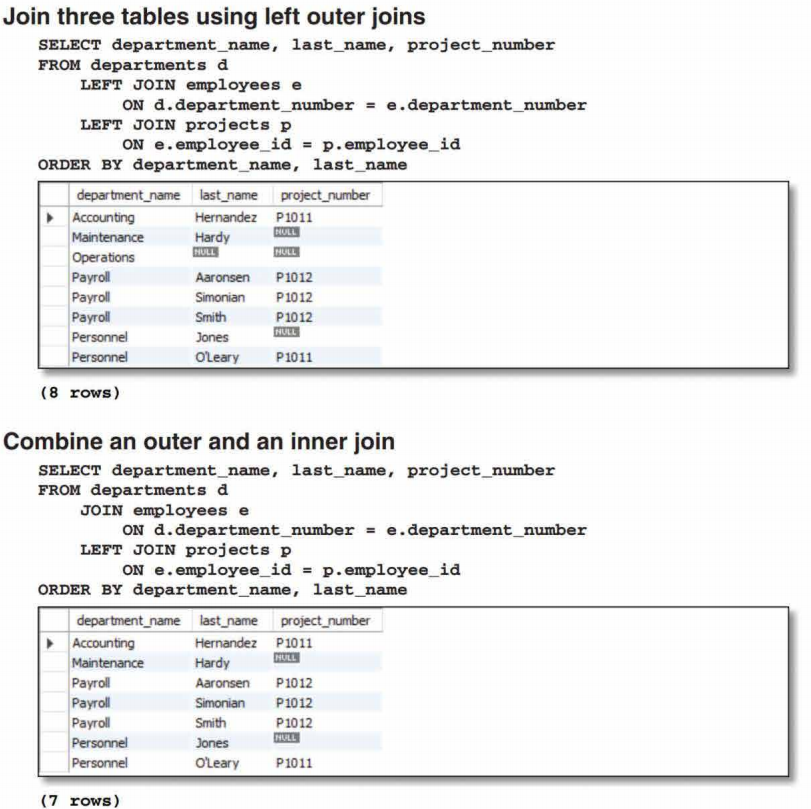 Join three tables using left outer joins
SELECT department_name, last_name, project_number
FROM departments d
LEFT JOIN employees e
ON d.department_number = e.department_number
LEFT JOIN projects p
ON e.employee_id = p.employee_id
ORDER BY department_name, last_name
department_name last_name project_number
Accounting Hernandez P1011
Maintenance Hardy NULL
Operations NULL NULL
Payroll Aaronsen P1012
Payroll Simonian P1012
Payroll Smith P1012
Personnel Jones NULL
Personnel O'Leary P1011
(8 rows)
Combine an outer and an inner join
SELECT department_name, last_name, project_number
FROM departments d
JOIN employees e
ON d.department_number = e.department_number
LEFT JOIN projects p
ON e.employee_id = p.employee_id
ORDER BY department_name, last_name
department_name last_name project_number
Accounting Hernandez P1011
Maintenance Hardy NULL
Payroll Aaronsen P1012
Payroll Simonian P1012
Payroll Smith P1012
Personnel Jones NULL
Personnel O'Leary P1011
(7 rows)